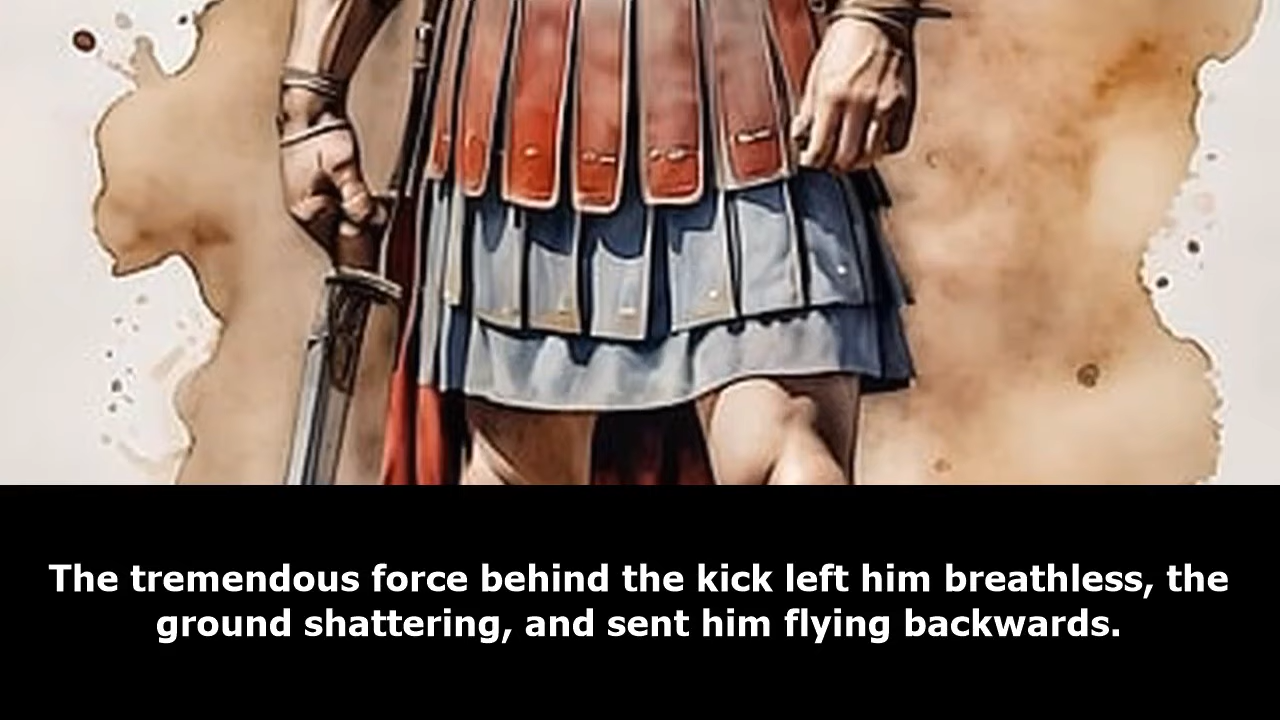 The tremendous force behind the kick left him breathless, the
ground shattering, and sent him flying backwards.